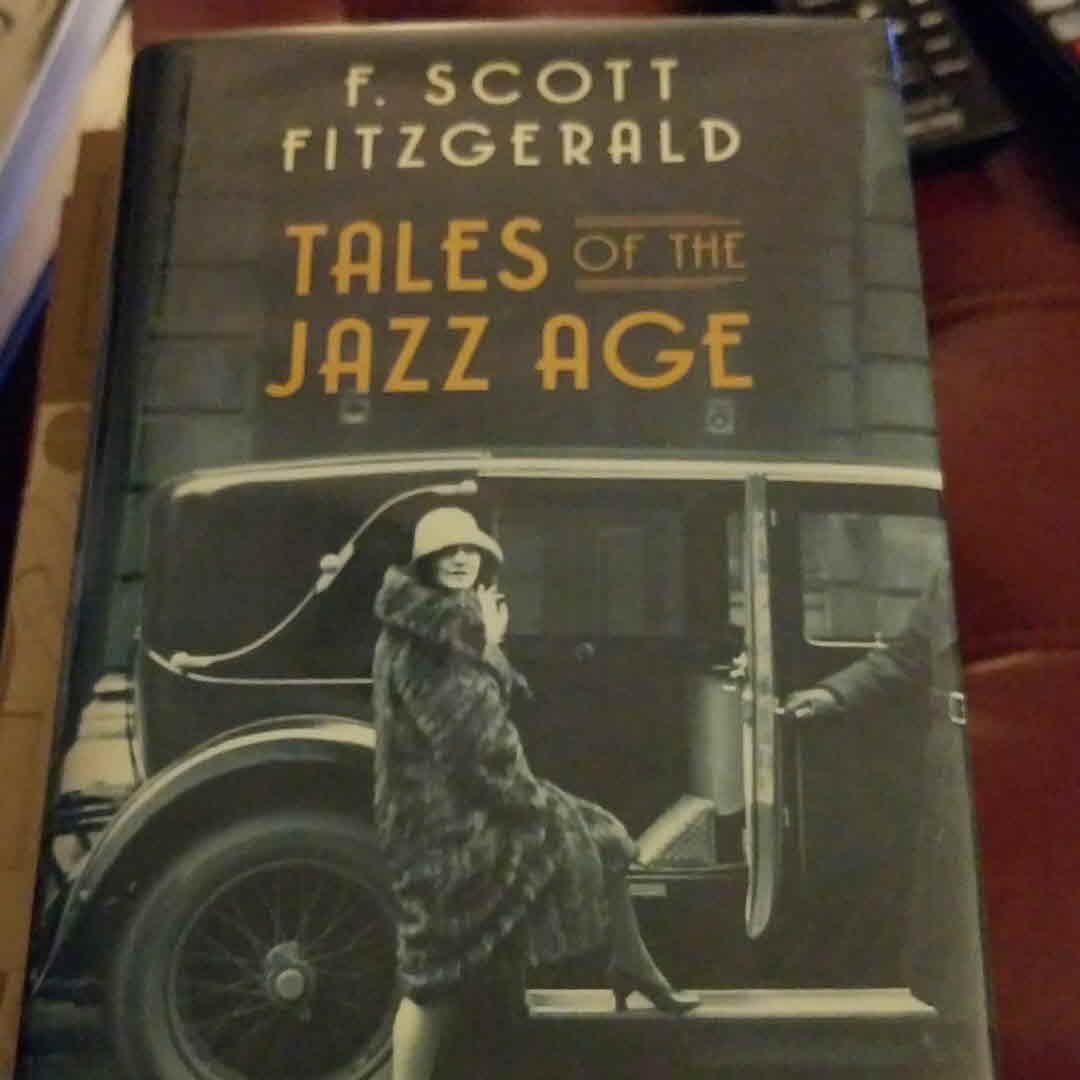 F. SCOTT
FITZGERALD
TALES OF THE
JAZZ AGE